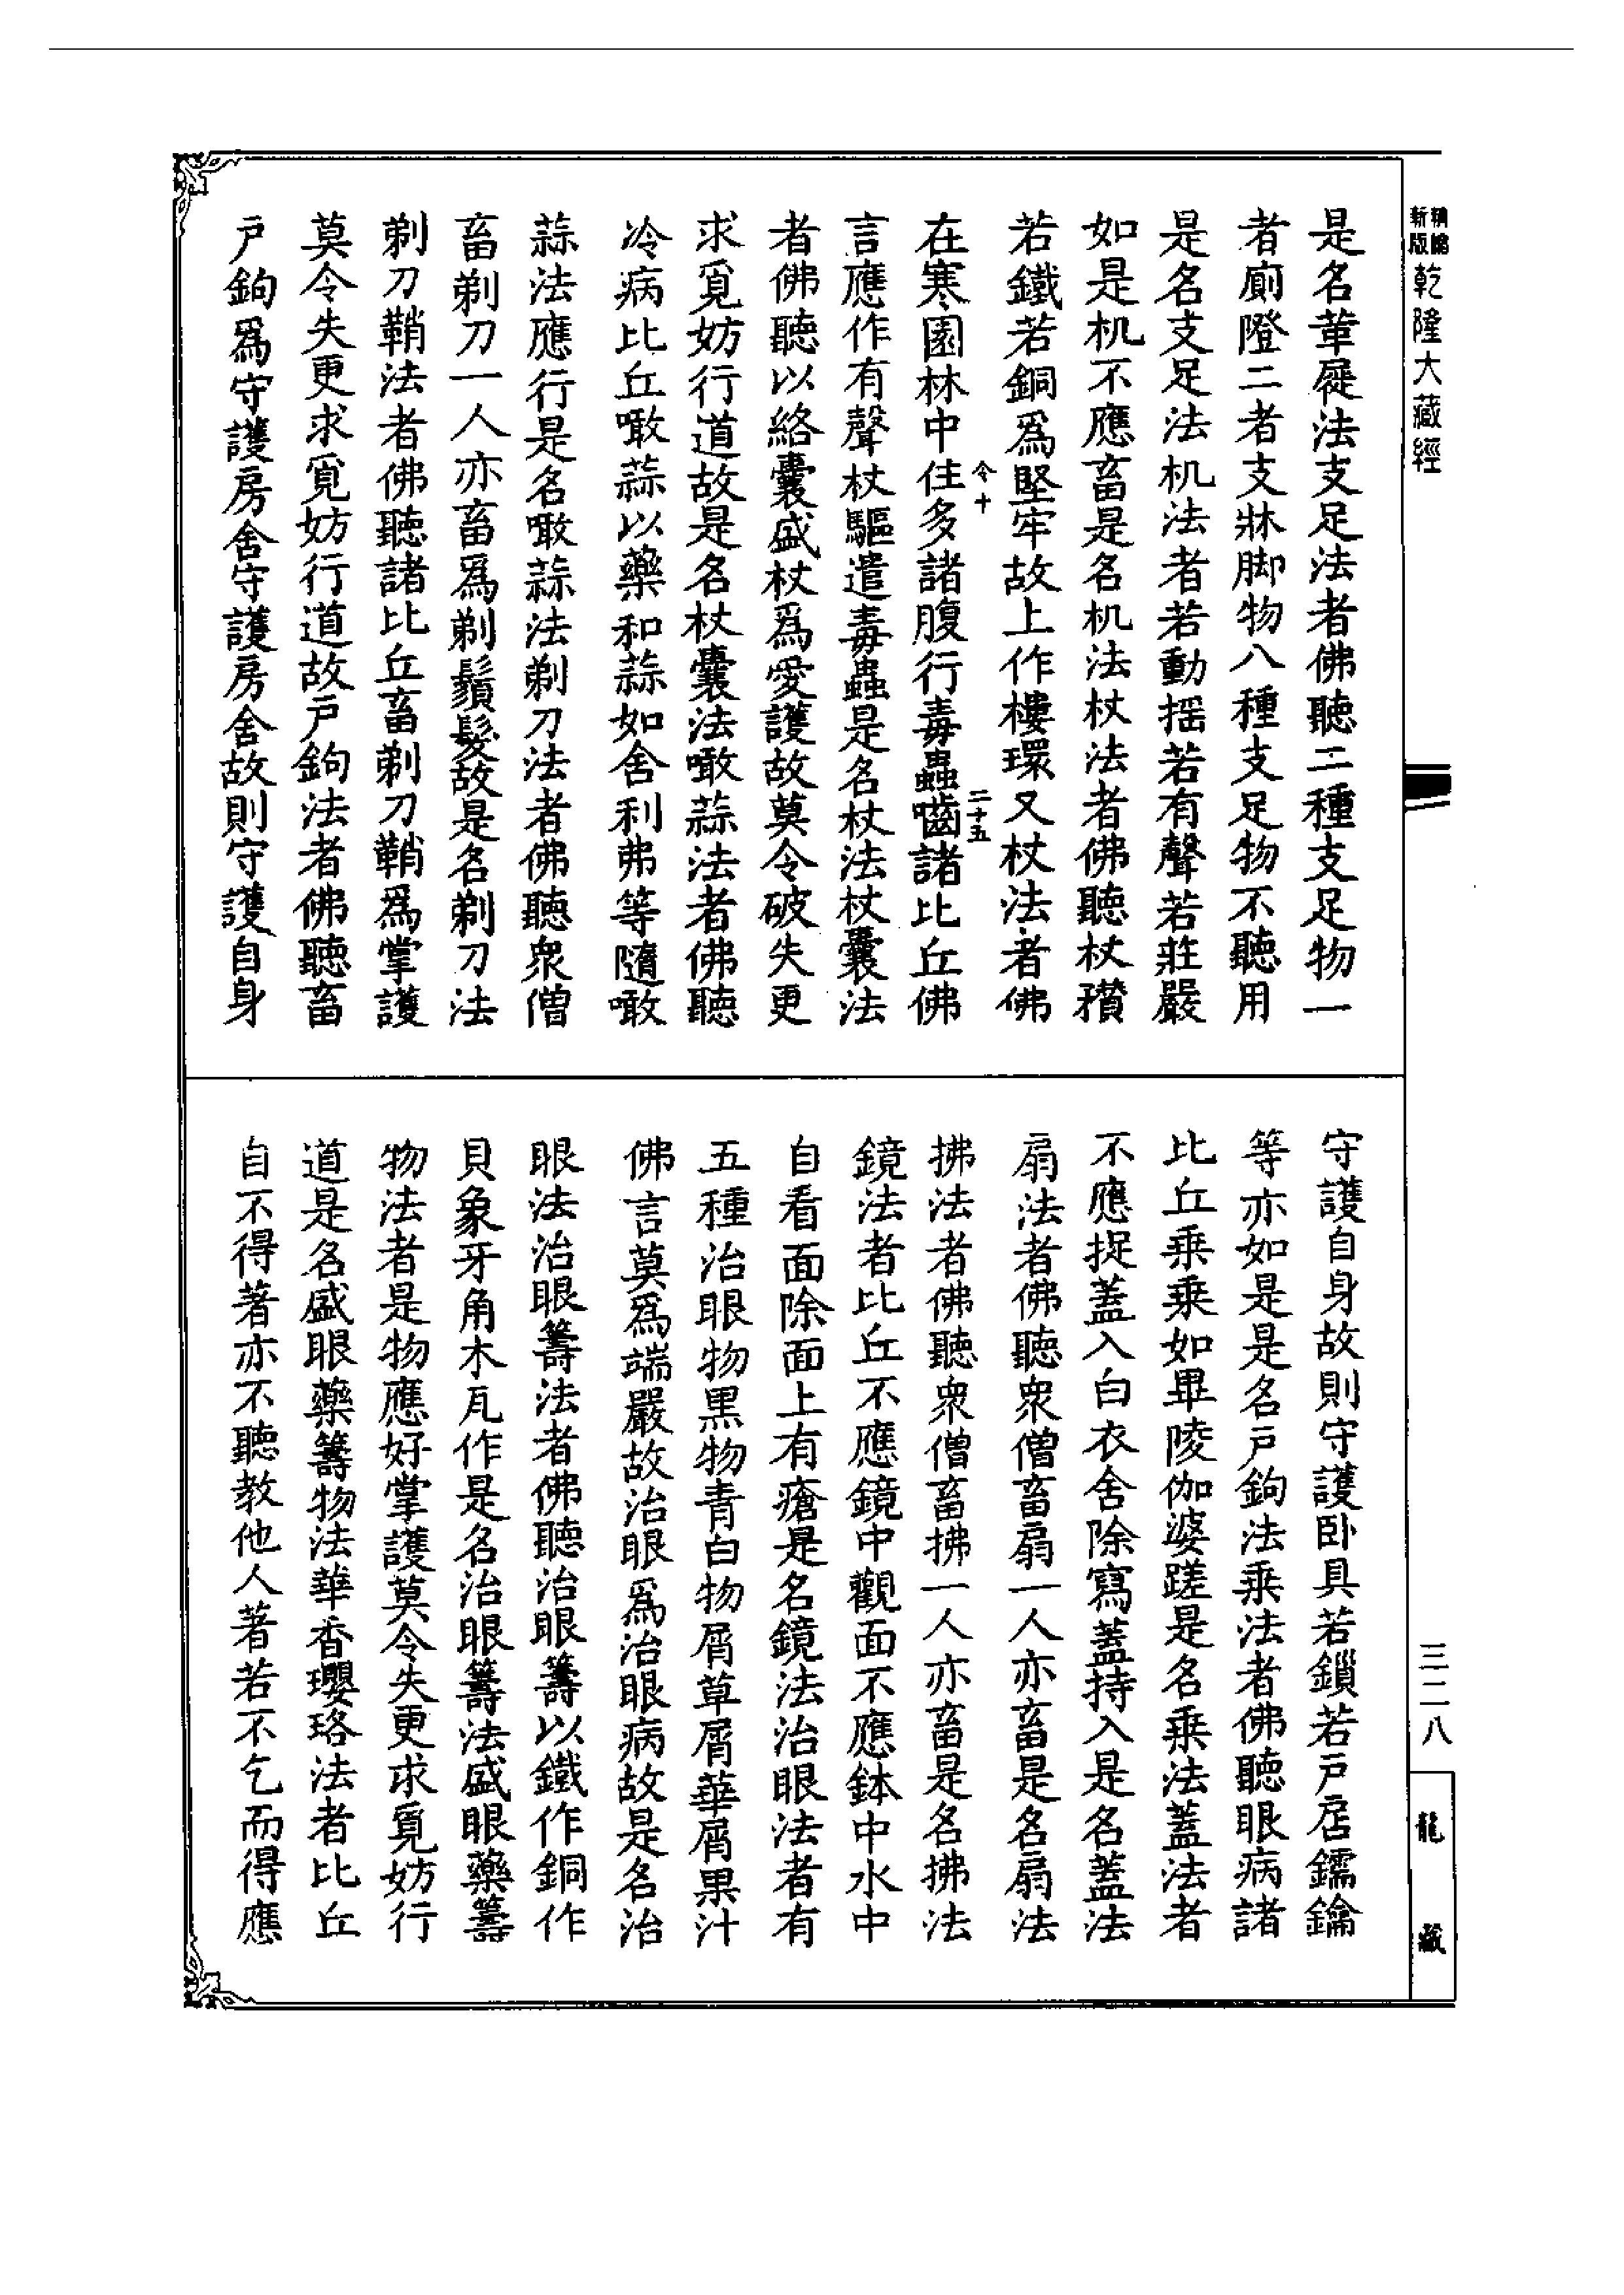 新版精縮乾隆大藏經
三二八
龍藏
是名革屣法支足法者佛聽二種支足物一
者廁隥二者支牀脚物八種支足物不聽用
是名支足法机法者若動搖若有聲若莊嚴
如是机不應畜是名机法杖法者佛聽杖穳
若鐵若銅爲堅牢故上作樓環又杖法者佛
令十
二十五
在寒園林中住多諸腹行毒蟲嚙諸比丘佛
言應作有聲杖驅遣毒蟲是名杖法杖囊法
者佛聽以絡囊盛杖爲愛護故莫令破失更
求覓妨行道故是名杖囊法噉蒜法者佛聽
冷病比丘噉蒜以藥和蒜如舍利弗等隨噉
蒜法應行是名噉蒜法剃刀法者佛聽衆僧
畜剃刀一人亦畜爲剃鬚髮故是名剃刀法
剃刀鞘法者佛聽諸比丘畜剃刀鞘爲掌護
莫令失更求覓妨行道故戸鉤法者佛聽畜
戸鉤爲守護房舍守護房舍故則守護自身
守護自身故則守護卧具若鎖若戸扂鑐鑰
等亦如是是名戸鉤法乘法者佛聽眼病諸
比丘乘乘如畢陵伽婆蹉是名乘法蓋法者
不應捉蓋入白衣舍除寫蓋持入是名蓋法
扇法者佛聽衆僧畜扇一人亦畜是名扇法
拂法者佛聽衆僧畜拂一人亦畜是名拂法
鏡法者比丘不應鏡中觀面不應鉢中水中
自看面除面上有瘡是名鏡法治眼法者有
五種治眼物黑物青白物屑草屑華屑果汁
佛言莫爲端嚴故治眼爲治眼病故是名治
眼法治眼籌法者佛聽治眼籌以鐵作銅作
貝象牙角木瓦作是名治眼籌法盛眼藥籌
物法者是物應好掌護莫令失更求覓妨行
道是名盛眼藥籌物法華香瓔珞法者比丘
自不得著亦不聽教他人著若不乞而得應